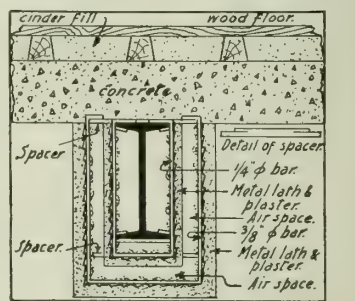 cinder fill
wood floor.
Concrete
Spacer
Detail of spacer.
1/4" ϕ bar.
Metal lath &
plaster.
Air space.
3/8" ϕ bar.
Spacer.
Metal lath &
plaster.
Air space.